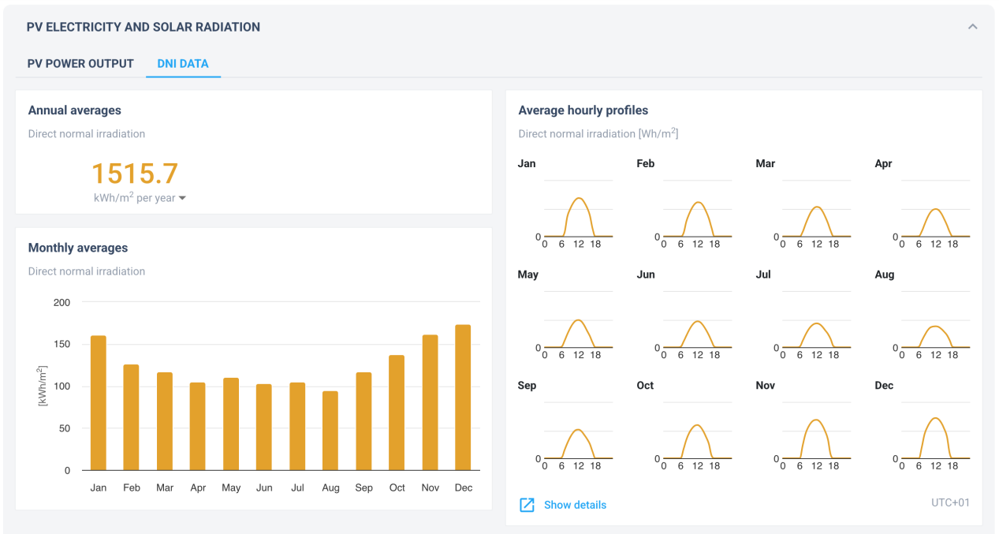 PV ELECTRICITY AND SOLAR RADIATION
PV POWER OUTPUT DNI DATA
Annual averages
Direct normal irradiation
1515.7
kWh/m² per year
Monthly averages
Direct normal irradiation
[kWh/m²]
200
150
100
50
0
Jan Feb Mar Apr May Jun Jul Aug Sep Oct Nov Dec
Average hourly profiles
Direct normal irradiation [Wh/m²]
Jan Feb Mar Apr
0 0 0 0
0 6 12 18 0 6 12 18 0 6 12 18 0 6 12 18
May Jun Jul Aug
0 0 0 0
0 6 12 18 0 6 12 18 0 6 12 18 0 6 12 18
Sep Oct Nov Dec
0 0 0 0
0 6 12 18 0 6 12 18 0 6 12 18 0 6 12 18
Show details UTC+01